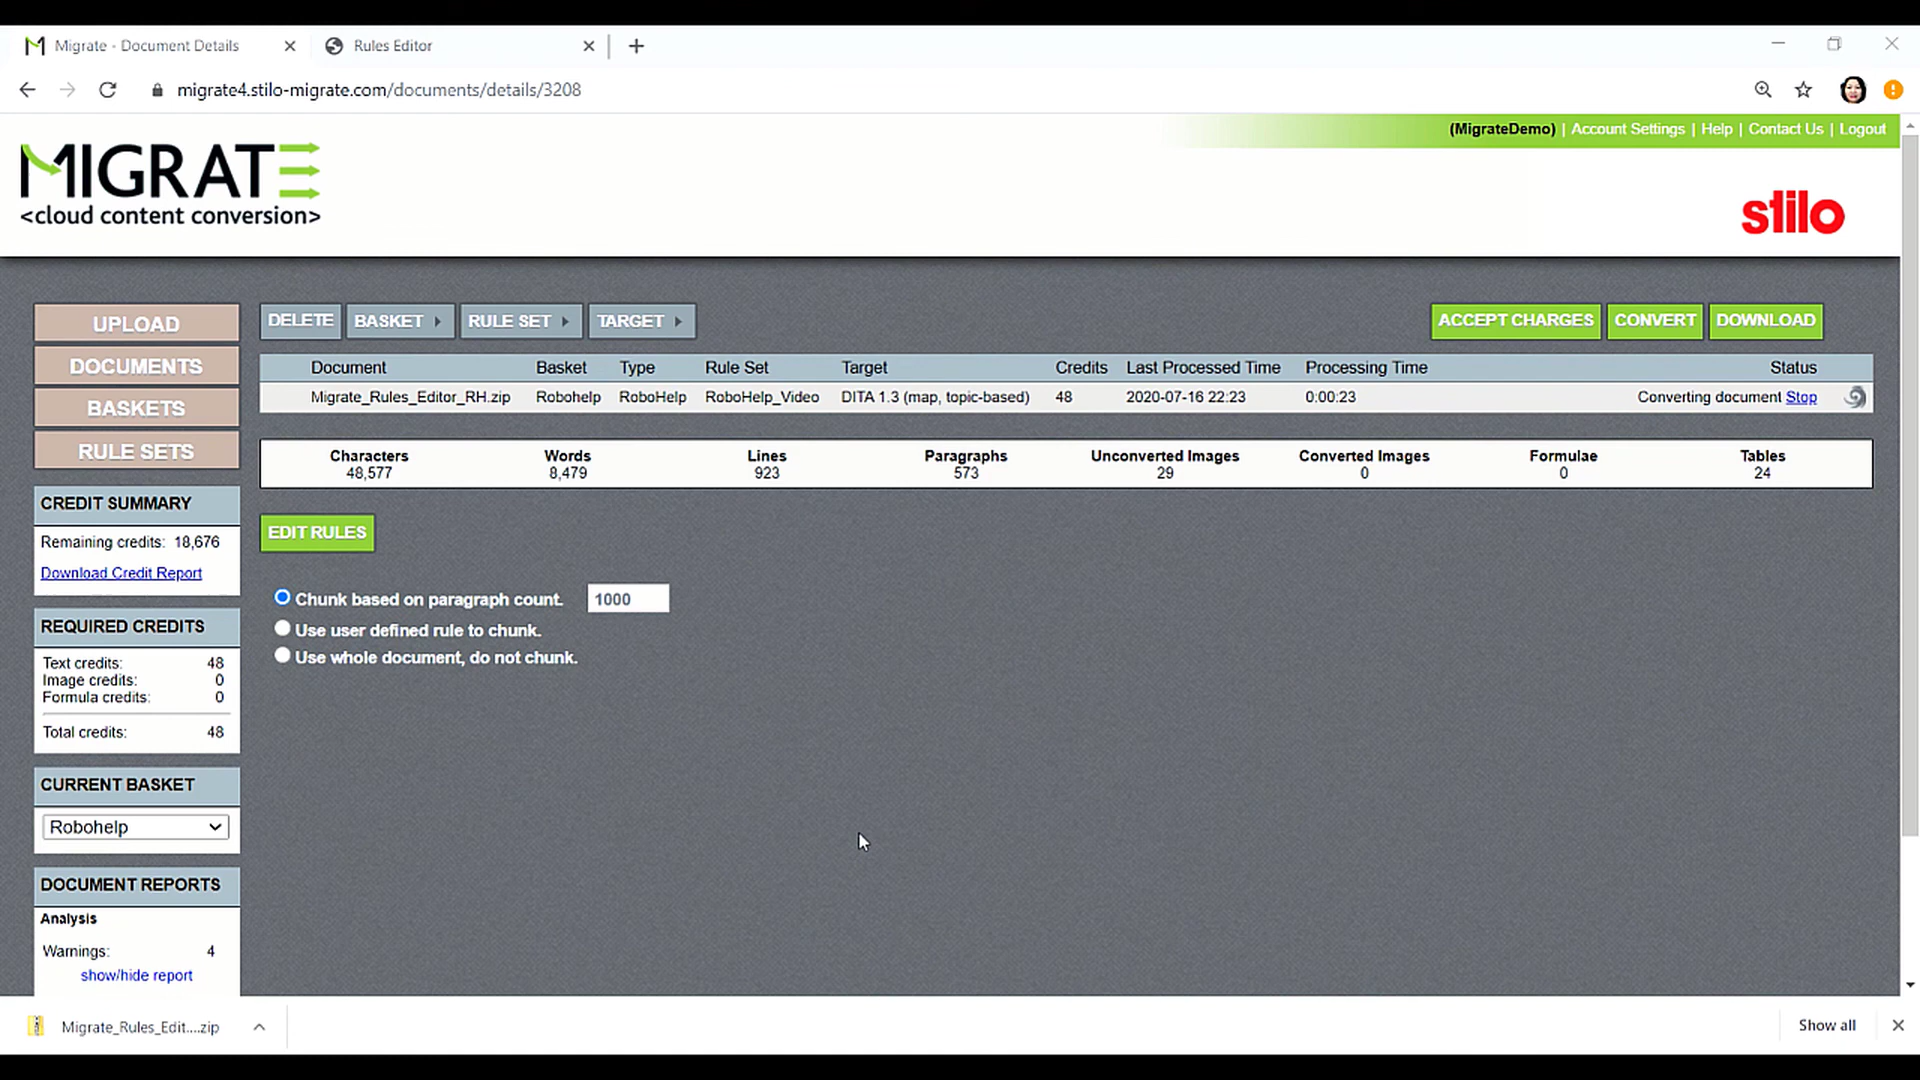 Migrate - Document Details
Rules Editor
migrate4.stilo-migrate.com/documents/details/3208
(MigrateDemo) | Account Settings | Help | Contact Us | Logout
MIGRATE
<cloud content conversion>
stilo
UPLOAD
DOCUMENTS
BASKETS
RULE SETS
DELETE BASKET RULE SET TARGET ACCEPT CHARGES CONVERT DOWNLOAD
Document Basket Type Rule Set Target Credits Last Processed Time Processing Time Status
Migrate_Rules_Editor_RH.zip Robohelp RoboHelp RoboHelp_Video DITA 1.3 (map, topic-based) 48 2020-07-16 22:23 0:00:23 Converting document Stop
Characters Words Lines Paragraphs Unconverted Images Converted Images Formulae Tables
48,577 8,479 923 573 29 0 0 24
EDIT RULES
Chunk based on paragraph count. 1000
Use user defined rule to chunk.
Use whole document, do not chunk.
CREDIT SUMMARY
Remaining credits: 18,676
Download Credit Report
REQUIRED CREDITS
Text credits: 48
Image credits: 0
Formula credits: 0
Total credits: 48
CURRENT BASKET
Robohelp
DOCUMENT REPORTS
Analysis
Warnings: 4
show/hide report
Migrate_Rules_Edit....zip
Show all